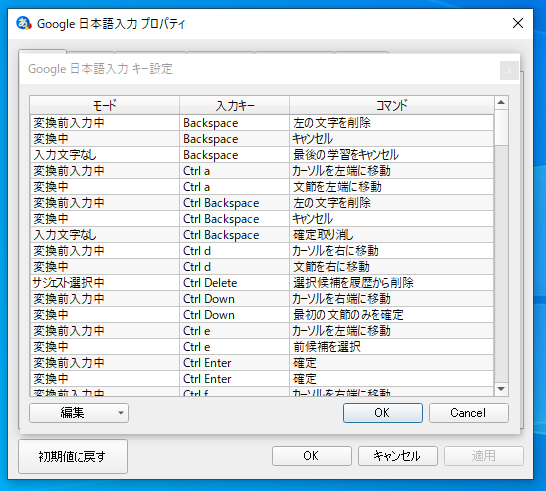 Google 日本語入力 プロパティ
Google 日本語入力 キー設定
モード 入力キー コマンド
変換前入力中 Backspace 左の文字を削除
変換中 Backspace キャンセル
入力文字なし Backspace 最後の学習をキャンセル
変換前入力中 Ctrl a カーソルを左端に移動
変換中 Ctrl a 文節を左端に移動
変換前入力中 Ctrl Backspace 左の文字を削除
変換中 Ctrl Backspace キャンセル
入力文字なし Ctrl Backspace 確定取り消し
変換前入力中 Ctrl d カーソルを右に移動
変換中 Ctrl d 文節を右に移動
サジェスト選択中 Ctrl Delete 選択候補を履歴から削除
変換前入力中 Ctrl Down カーソルを右端に移動
変換中 Ctrl Down 最初の文節のみを確定
変換前入力中 Ctrl e カーソルを左端に移動
変換中 Ctrl e 前候補を選択
変換前入力中 Ctrl Enter 確定
変換中 Ctrl Enter 確定
変換前入力中 Ctrl f カーソルを右端に移動
編集 OK Cancel
初期値に戻す OK キャンセル 適用